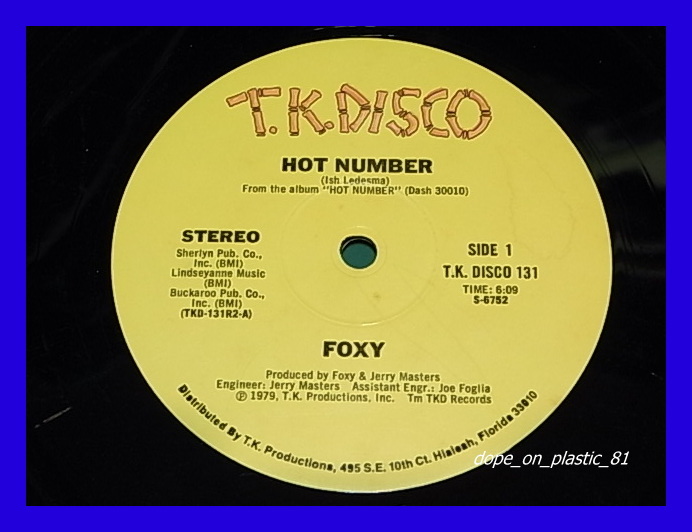 T.K.DISCO
HOT NUMBER
(Ish Ledesma)
From the album "HOT NUMBER" (Dash 30010)
STEREO
Sherlyn Pub. Co.,
Inc. (BMI)
Lindseyanne Music
(BMI)
Buckaroo Pub. Co.,
Inc. (BMI)
(TKD-131R2-A)
SIDE 1
T.K. DISCO 131
TIME: 6:09
S-6752
FOXY
Produced by Foxy & Jerry Masters
Engineer: Jerry Masters Assistant Engr.: Joe Foglia
℗ 1979, T.K. Productions, Inc. Tm TKD Records
Distributed By T.K. Productions, 495 S.E. 10th Ct. Hialeah, Florida 33010
dope_on_plastic_81